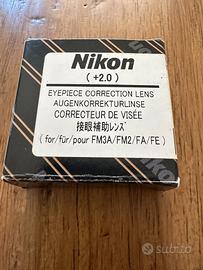 Nikon
( +2.0 )
EYEPIECE CORRECTION LENS
AUGENKORREKTURLINSE
CORRECTEUR DE VISÉE
接眼補助レンズ
( for/für/pour FM3A/FM2/FA/FE )
subito